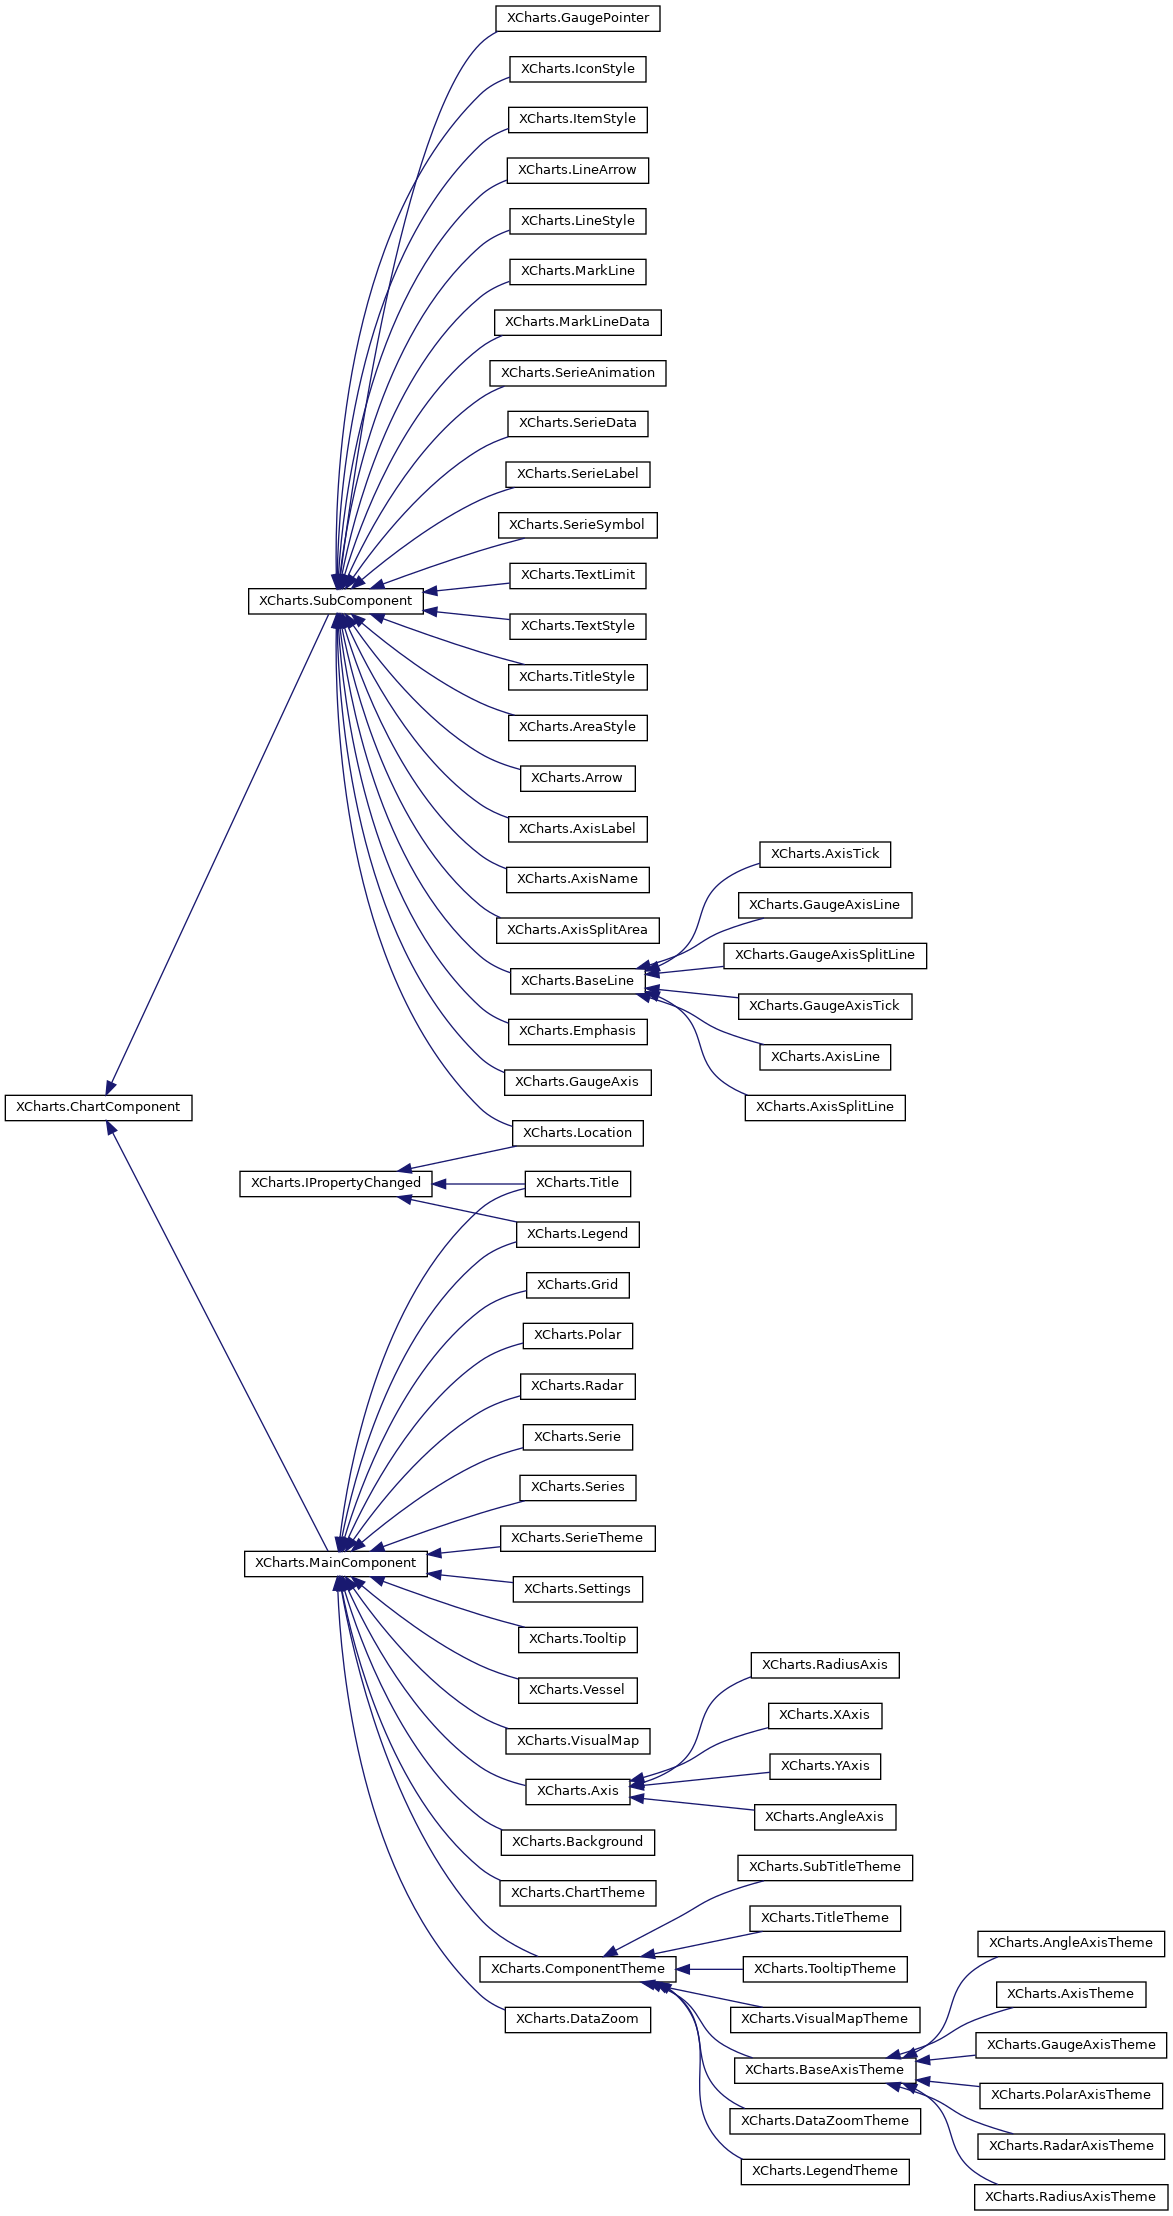 XCharts.GaugePointer
XCharts.IconStyle
XCharts.ItemStyle
XCharts.LineArrow
XCharts.LineStyle
XCharts.MarkLine
XCharts.MarkLineData
XCharts.SerieAnimation
XCharts.SerieData
XCharts.SerieLabel
XCharts.SerieSymbol
XCharts.TextLimit
XCharts.SubComponent
XCharts.TextStyle
XCharts.TitleStyle
XCharts.AreaStyle
XCharts.Arrow
XCharts.AxisLabel
XCharts.AxisTick
XCharts.AxisName
XCharts.GaugeAxisLine
XCharts.AxisSplitArea
XCharts.GaugeAxisSplitLine
XCharts.BaseLine
XCharts.GaugeAxisTick
XCharts.Emphasis
XCharts.AxisLine
XCharts.GaugeAxis
XCharts.ChartComponent
XCharts.AxisSplitLine
XCharts.Location
XCharts.IPropertyChanged
XCharts.Title
XCharts.Legend
XCharts.Grid
XCharts.Polar
XCharts.Radar
XCharts.Serie
XCharts.Series
XCharts.SerieTheme
XCharts.MainComponent
XCharts.Settings
XCharts.Tooltip
XCharts.RadiusAxis
XCharts.Vessel
XCharts.XAxis
XCharts.VisualMap
XCharts.YAxis
XCharts.Axis
XCharts.AngleAxis
XCharts.Background
XCharts.SubTitleTheme
XCharts.ChartTheme
XCharts.TitleTheme
XCharts.AngleAxisTheme
XCharts.ComponentTheme
XCharts.TooltipTheme
XCharts.AxisTheme
XCharts.DataZoom
XCharts.VisualMapTheme
XCharts.GaugeAxisTheme
XCharts.BaseAxisTheme
XCharts.PolarAxisTheme
XCharts.DataZoomTheme
XCharts.RadarAxisTheme
XCharts.LegendTheme
XCharts.RadiusAxisTheme